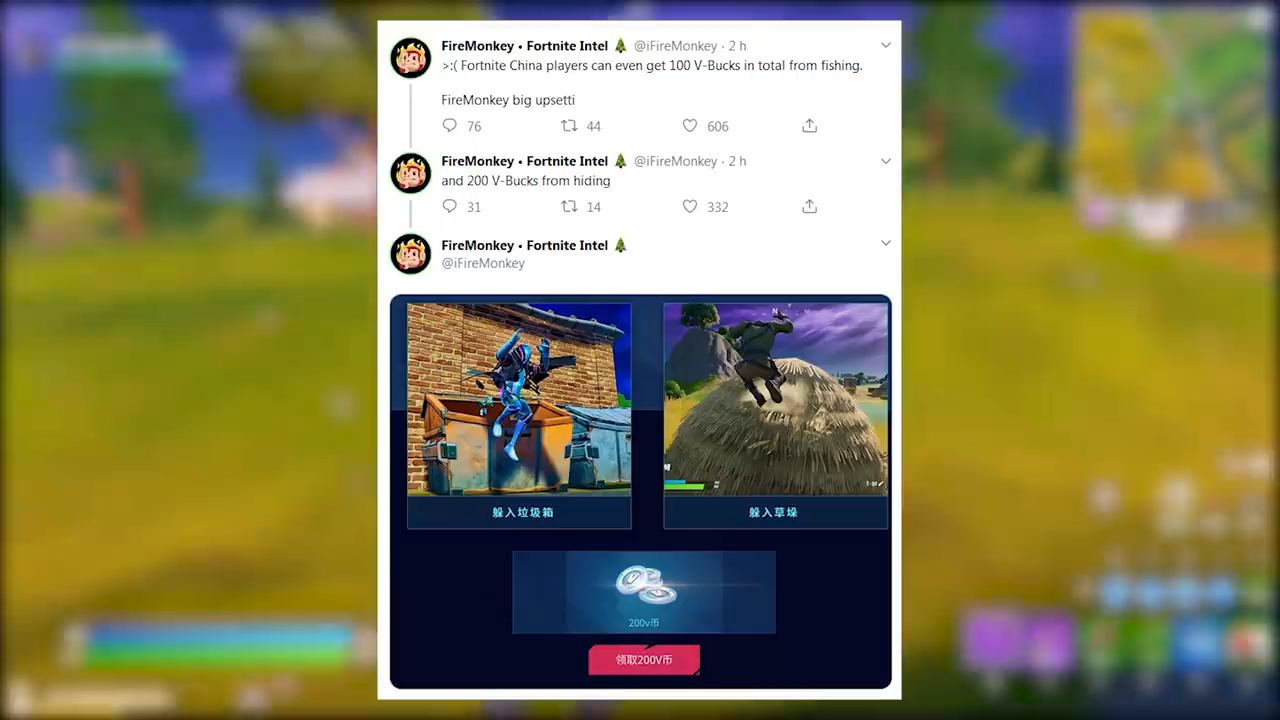 FireMonkey • Fortnite Intel 🌲 @iFireMonkey · 2 h
>:( Fortnite China players can even get 100 V-Bucks in total from fishing.
FireMonkey big upsetti
76 44 606
FireMonkey • Fortnite Intel 🌲 @iFireMonkey · 2 h
and 200 V-Bucks from hiding
31 14 332
FireMonkey • Fortnite Intel 🌲
@iFireMonkey
N
躲入垃圾箱 躲入草垛
200v币
领取200V币